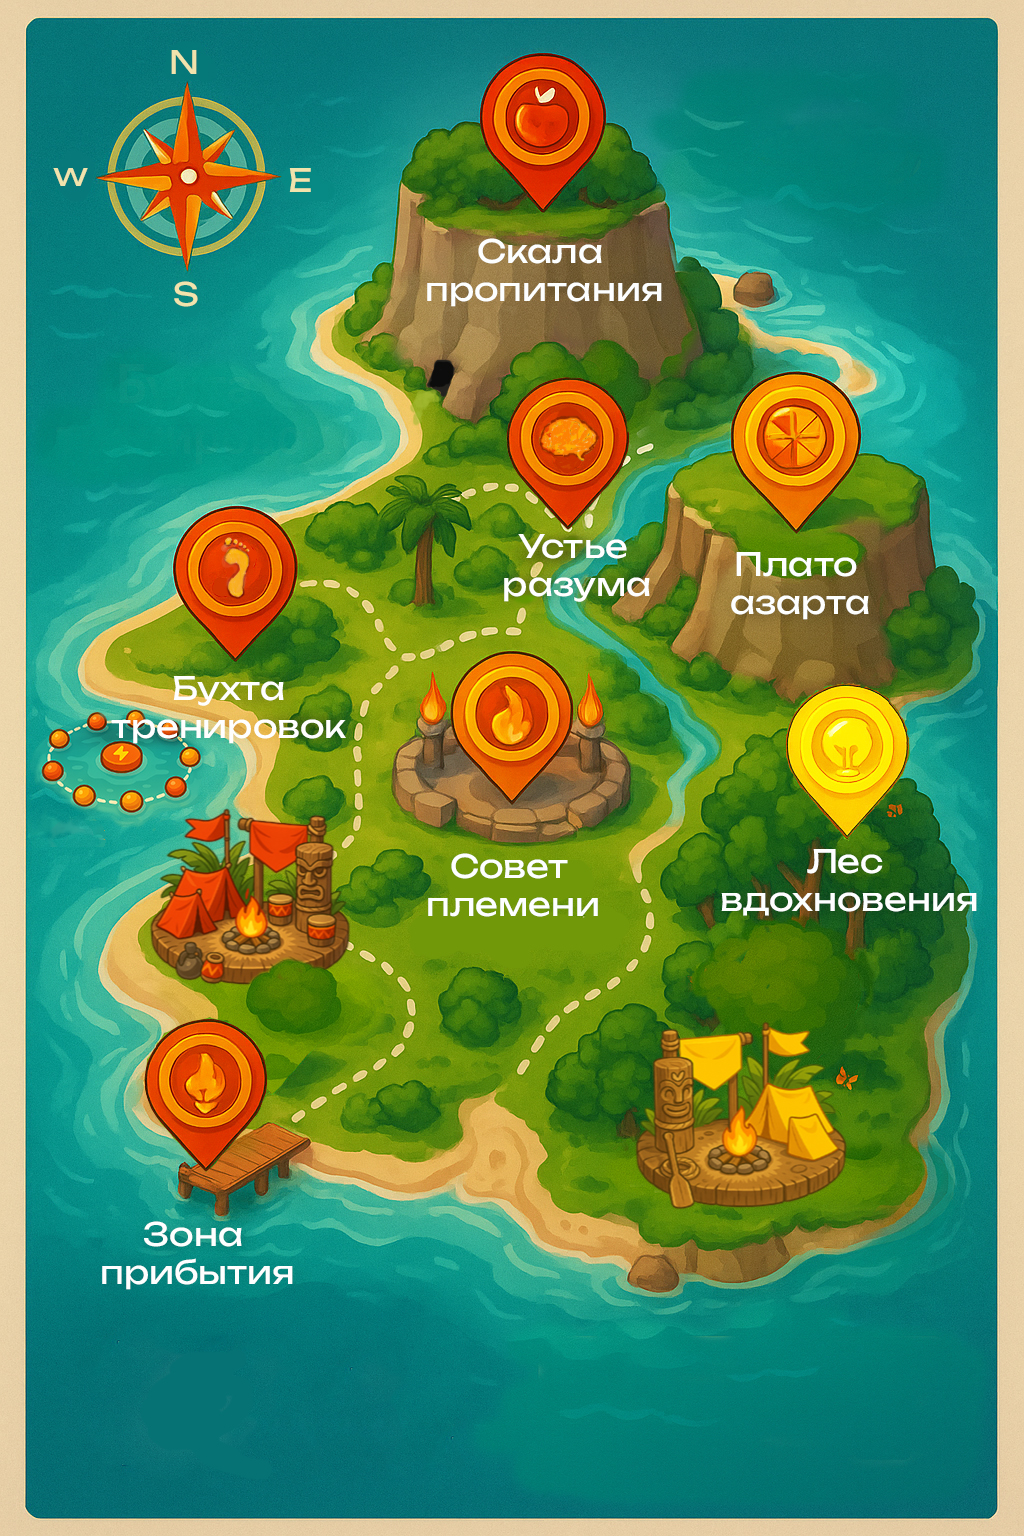 N
W
E
S
Скала
пропитания
Устье
разума
Плато
азарта
Бухта
тренировок
Совет
племени
Лес
вдохновения
Зона
прибытия